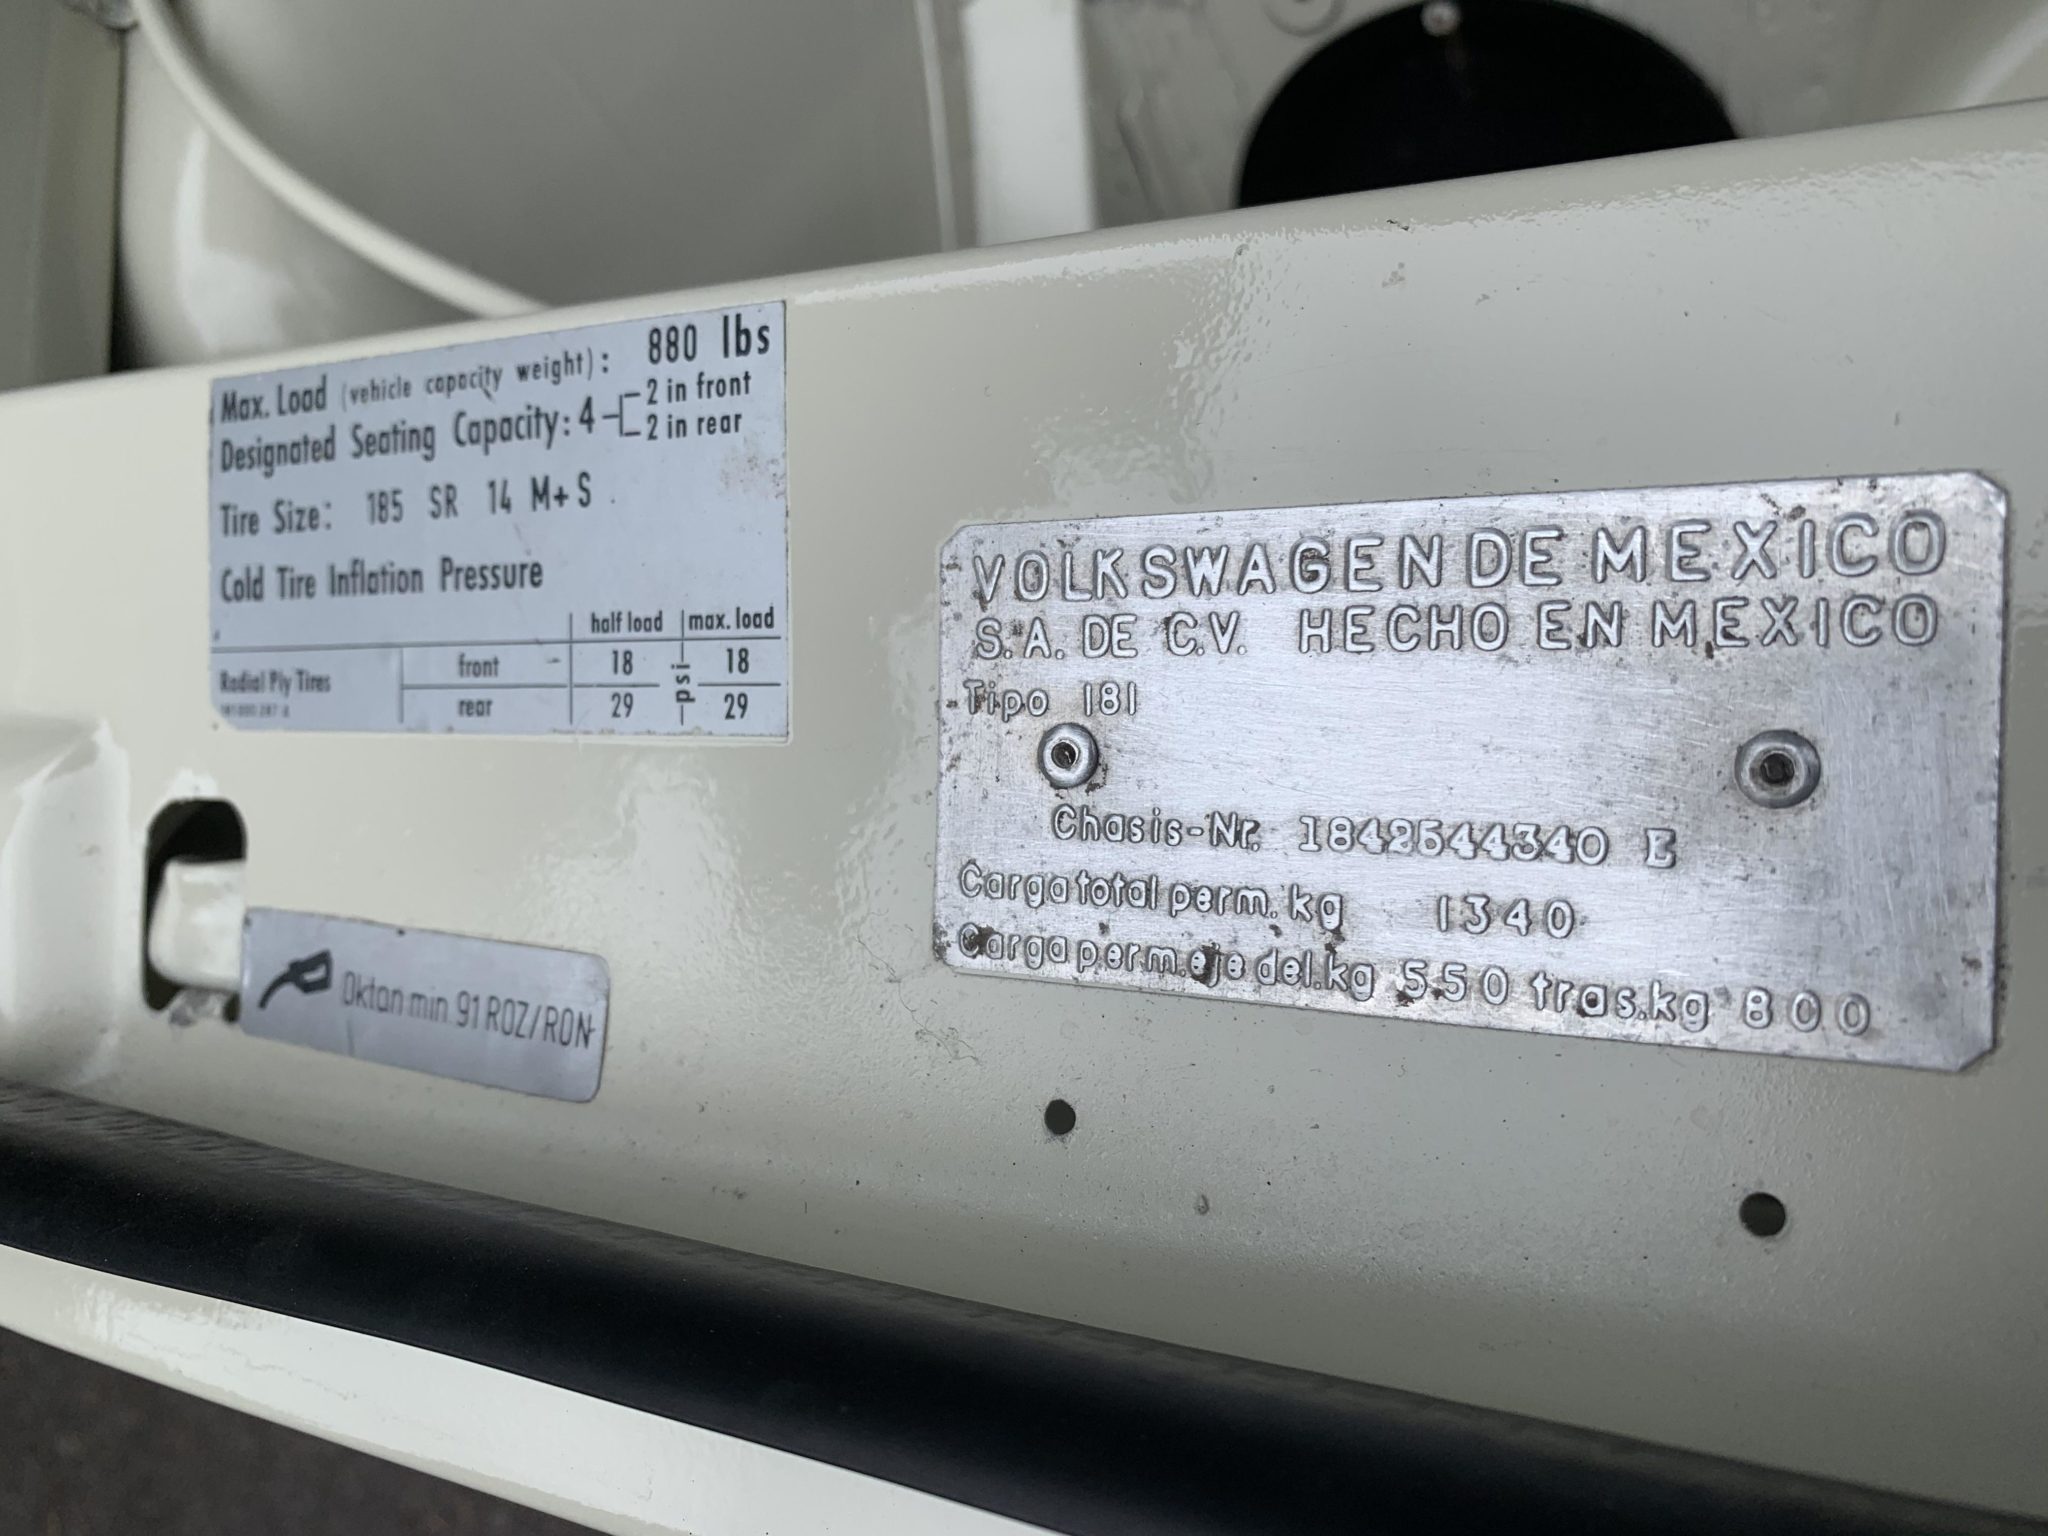 Max. Load (vehicle capacity weight): 880 lbs
Designated Seating Capacity: 4 2 in front
2 in rear
Tire Size: 185 SR 14 M+S
Cold Tire Inflation Pressure
half load max. load
Radial Ply Tires front 18 psi 18
rear 29 29
Oktan min 91 ROZ/RON
VOLKSWAGEN DE MEXICO
S.A. DE C.V. HECHO EN MEXICO
Tipo 181
Chasis-Nr. 1842544340 E
Carga total perm. kg 1340
Carga perm. eje del. kg 550 tras. kg 800